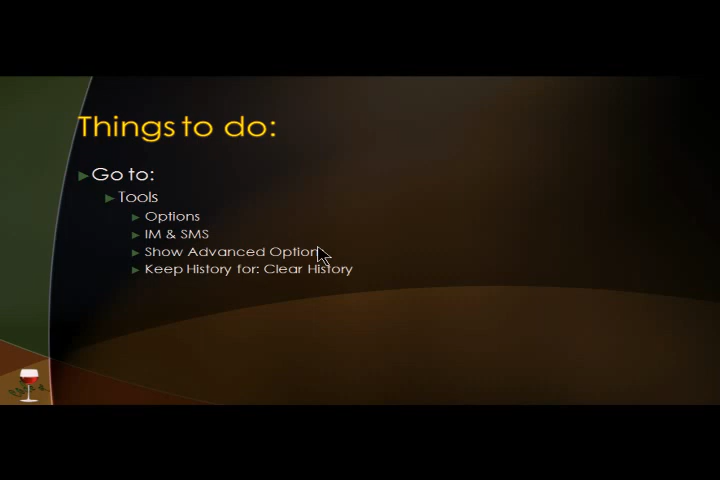 Things to do:
Go to:
Tools
Options
IM & SMS
Show Advanced Option
Keep History for: Clear History